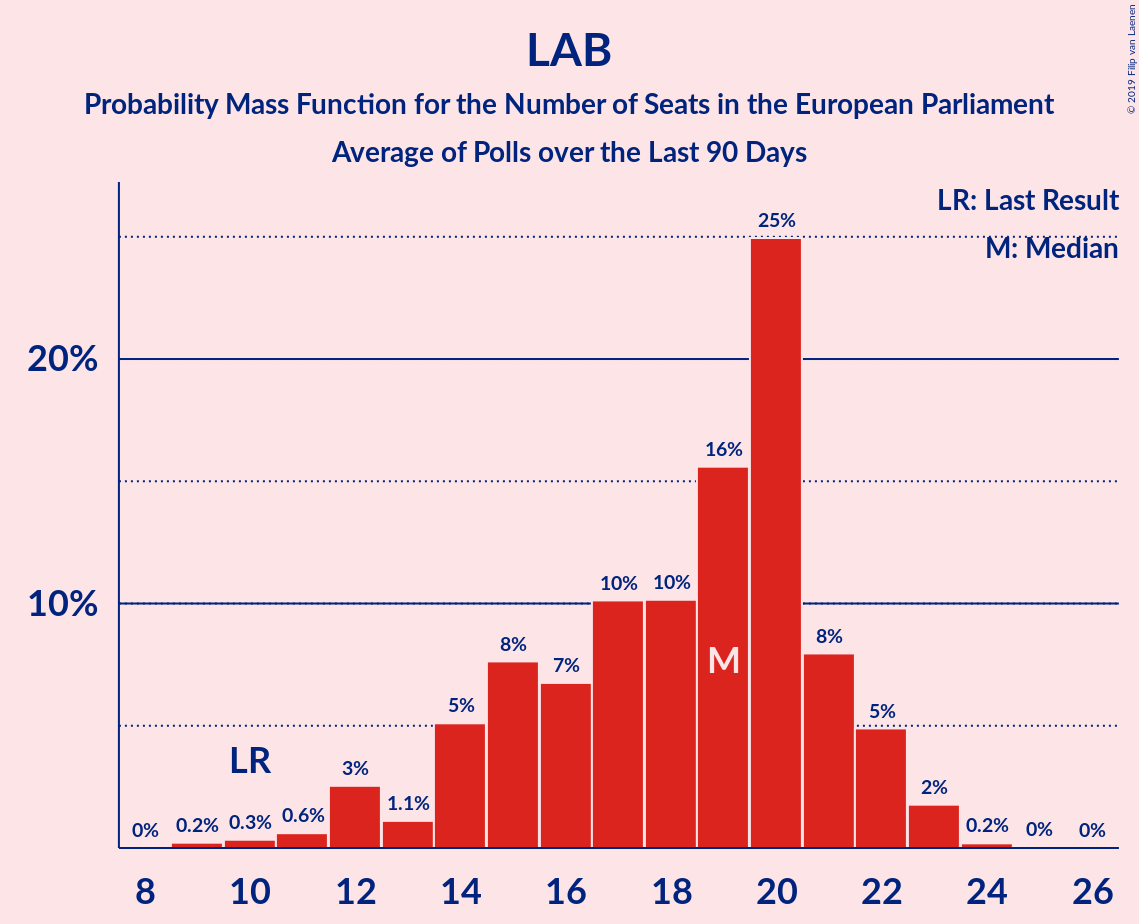 LAB
Probability Mass Function for the Number of Seats in the European Parliament
Average of Polls over the Last 90 Days
© 2019 Filip van Laenen
LR: Last Result
M: Median
20%
10%
0%
0.2%
0.3%
0.6%
3%
1.1%
5%
8%
7%
10%
10%
16%
25%
8%
5%
2%
0.2%
0%
0%
LR
M
8 10 12 14 16 18 20 22 24 26